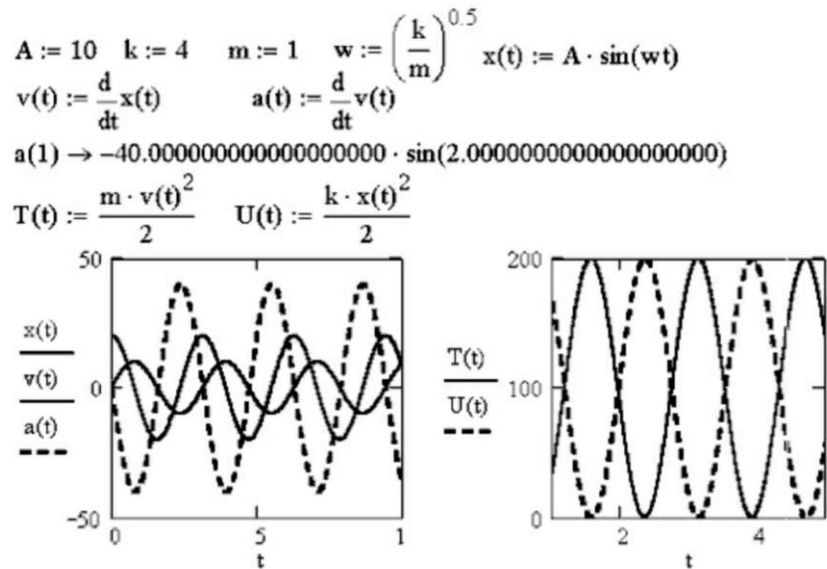 A := 10 k := 4 m := 1 w := (k/m)^0.5 x(t) := A · sin(wt)
v(t) := d/dt x(t) a(t) := d/dt v(t)
a(1) → −40.000000000000000000 · sin(2.0000000000000000000)
T(t) := m · v(t)^2/2 U(t) := k · x(t)^2/2
50
x(t)
v(t)
0
a(t)
−50
0 5 1
t
200
T(t)
100
U(t)
0
2 4
t